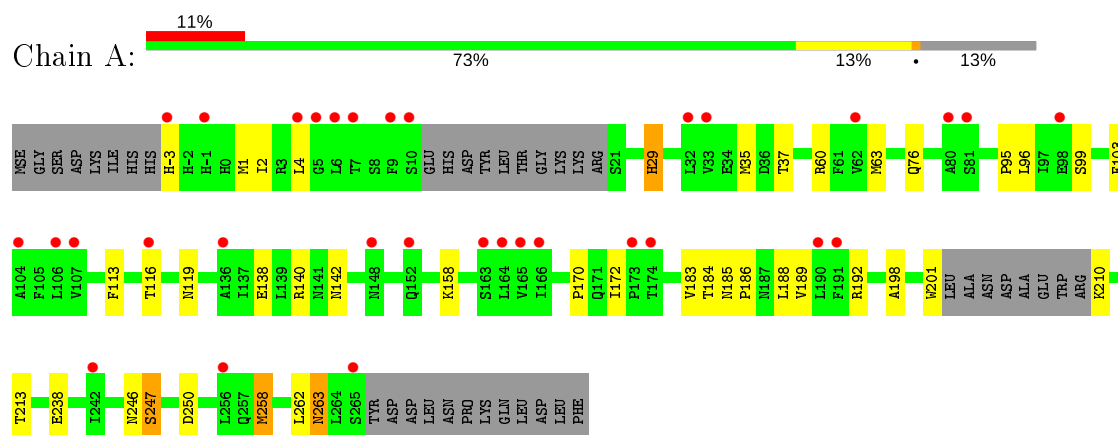 11%
Chain A:
73% 13% • 13%
MSE GLY SER ASP LYS ILE HIS HIS H-3 H-2 H-1 H0 M1 I2 R3 L4 G5 L6 T7 S8 F9 S10 GLU HIS ASP TYR LEU THR GLY LYS LYS ARG S21 H29 L32 V33 E34 M35 D36 T37 R60 F61 V62 M63 Q76 A80 S81 P95 L96 I97 E98 S99 E103
A104 F105 L106 V107 F113 T116 N119 A136 I137 E138 L139 R140 N141 N142 N148 Q152 K158 S163 L164 V165 I166 P170 Q171 I172 P173 T174 V183 T184 N185 P186 N187 L188 V189 L190 F191 R192 A198 W201 LEU ALA ASN ASP ALA GLU TRP ARG K210
T213 E238 I242 N246 S247 D250 L256 Q257 M258 L262 N263 L264 S265 TYR ASP ASP LEU ASN PRO LYS GLN LEU ASP LEU PHE